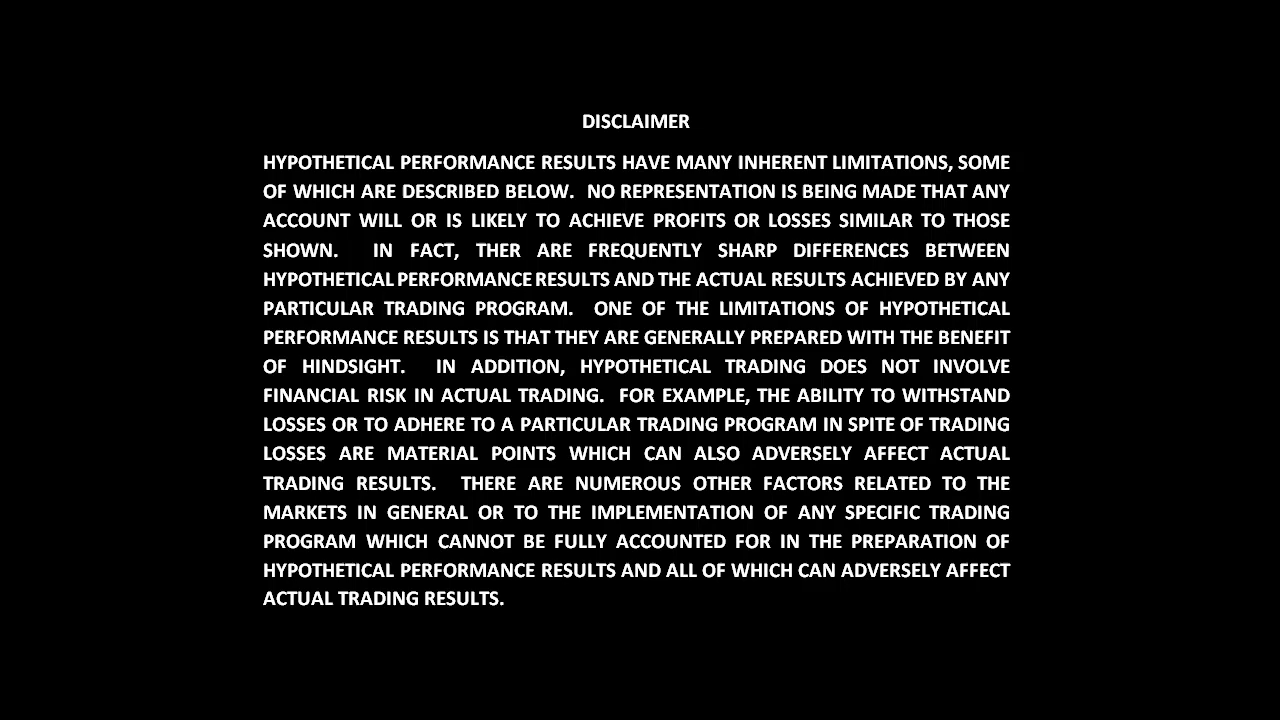 DISCLAIMER
HYPOTHETICAL PERFORMANCE RESULTS HAVE MANY INHERENT LIMITATIONS, SOME
OF WHICH ARE DESCRIBED BELOW.  NO REPRESENTATION IS BEING MADE THAT ANY
ACCOUNT WILL OR IS LIKELY TO ACHIEVE PROFITS OR LOSSES SIMILAR TO THOSE
SHOWN.  IN FACT, THER ARE FREQUENTLY SHARP DIFFERENCES BETWEEN
HYPOTHETICAL PERFORMANCE RESULTS AND THE ACTUAL RESULTS ACHIEVED BY ANY
PARTICULAR TRADING PROGRAM.  ONE OF THE LIMITATIONS OF HYPOTHETICAL
PERFORMANCE RESULTS IS THAT THEY ARE GENERALLY PREPARED WITH THE BENEFIT
OF HINDSIGHT.  IN ADDITION, HYPOTHETICAL TRADING DOES NOT INVOLVE
FINANCIAL RISK IN ACTUAL TRADING.  FOR EXAMPLE, THE ABILITY TO WITHSTAND
LOSSES OR TO ADHERE TO A PARTICULAR TRADING PROGRAM IN SPITE OF TRADING
LOSSES ARE MATERIAL POINTS WHICH CAN ALSO ADVERSELY AFFECT ACTUAL
TRADING RESULTS.  THERE ARE NUMEROUS OTHER FACTORS RELATED TO THE
MARKETS IN GENERAL OR TO THE IMPLEMENTATION OF ANY SPECIFIC TRADING
PROGRAM WHICH CANNOT BE FULLY ACCOUNTED FOR IN THE PREPARATION OF
HYPOTHETICAL PERFORMANCE RESULTS AND ALL OF WHICH CAN ADVERSELY AFFECT
ACTUAL TRADING RESULTS.